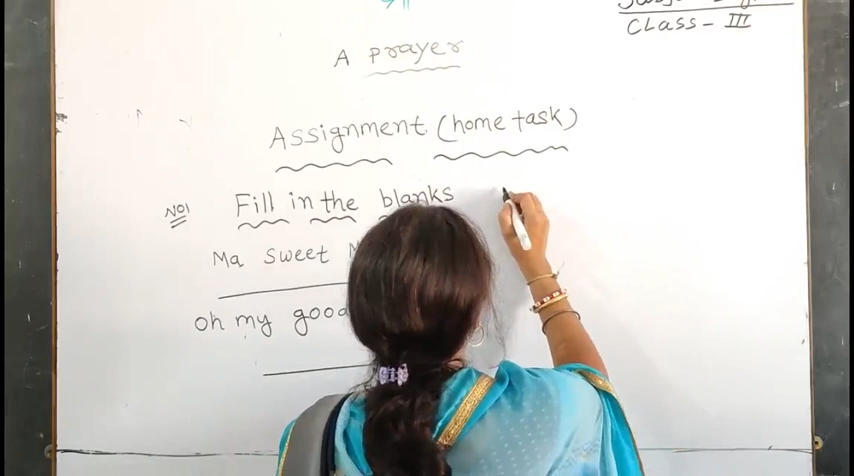 CLass - III
A prayer
Assignment. (home task)
NO1 Fill in the blanks
Ma sweet
oh my good